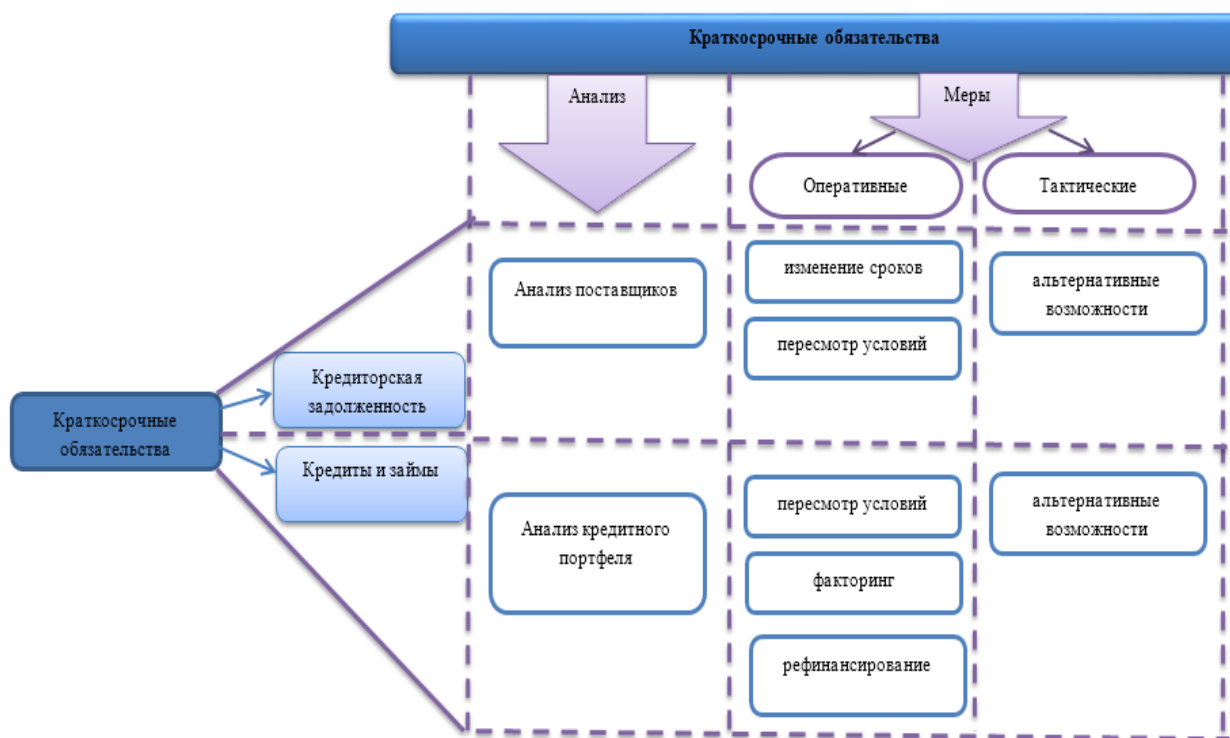 Краткосрочные обязательства
Анализ
Меры
Оперативные
Тактические
Краткосрочные
обязательства
Кредиторская
задолженность
Анализ поставщиков
изменение сроков
пересмотр условий
альтернативные
возможности
Кредиты и займы
Анализ кредитного
портфеля
пересмотр условий
факторинг
рефинансирование
альтернативные
возможности